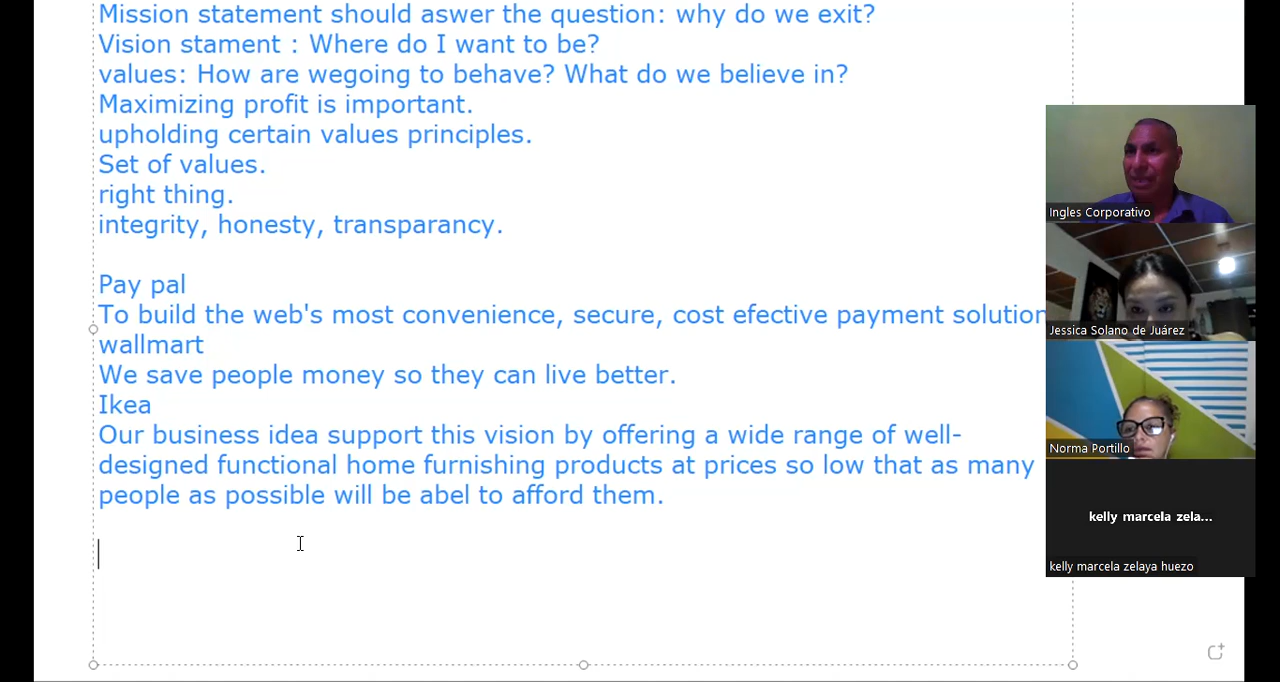 Mission statement should aswer the question: why do we exit?
Vision stament : Where do I want to be?
values: How are wegoing to behave? What do we believe in?
Maximizing profit is important.
upholding certain values principles.
Set of values.
right thing.
integrity, honesty, transparancy.
Pay pal
To build the web's most convenience, secure, cost efective payment solution
wallmart
We save people money so they can live better.
Ikea
Our business idea support this vision by offering a wide range of well-
designed functional home furnishing products at prices so low that as many
people as possible will be abel to afford them.
Ingles Corporativo
Jessica Solano de Juárez
Norma Portillo
kelly marcela zela...
kelly marcela zelaya huezo